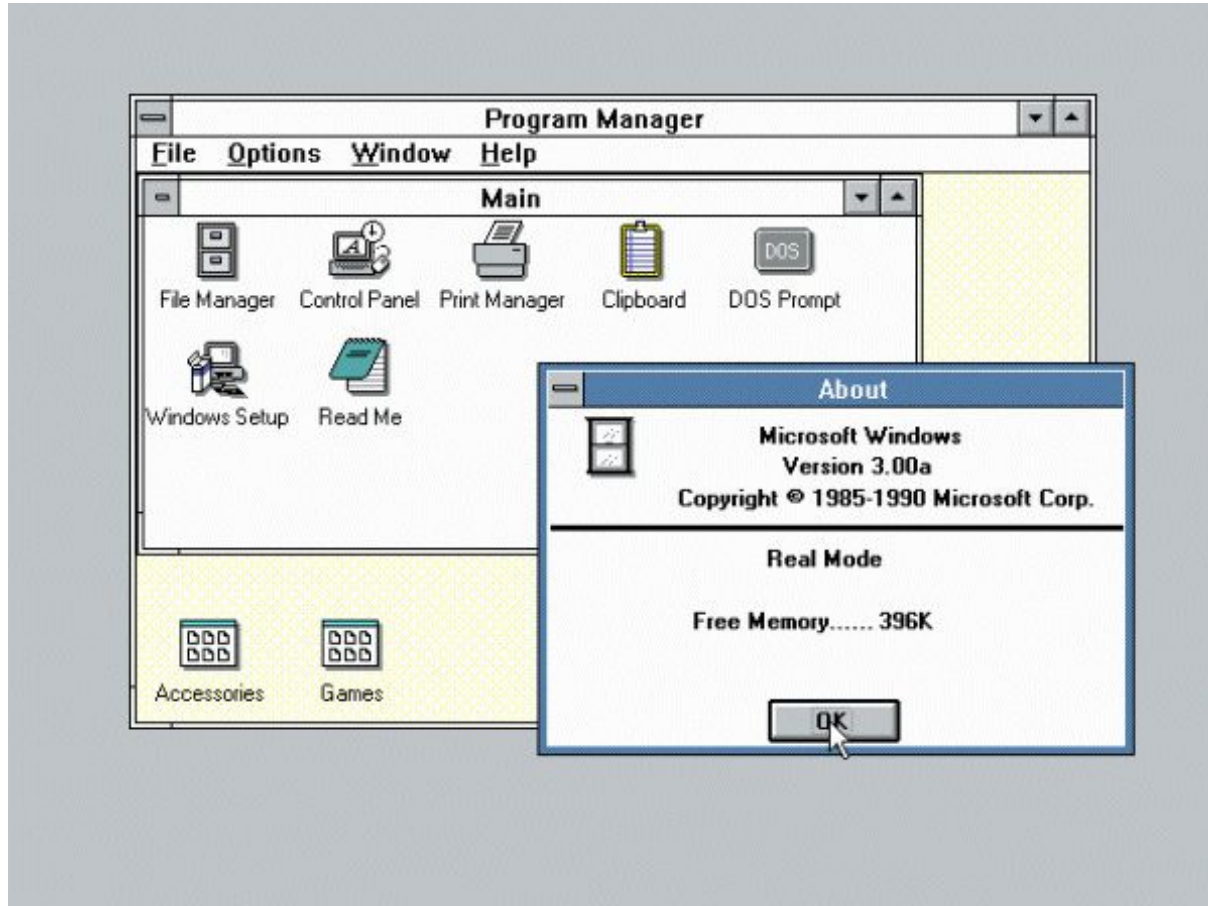 Program Manager
File Options Window Help
Main
File Manager Control Panel Print Manager Clipboard DOS Prompt
DOS
Windows Setup Read Me
About
Microsoft Windows
Version 3.00a
Copyright © 1985-1990 Microsoft Corp.
Real Mode
Free Memory...... 396K
OK
Accessories Games